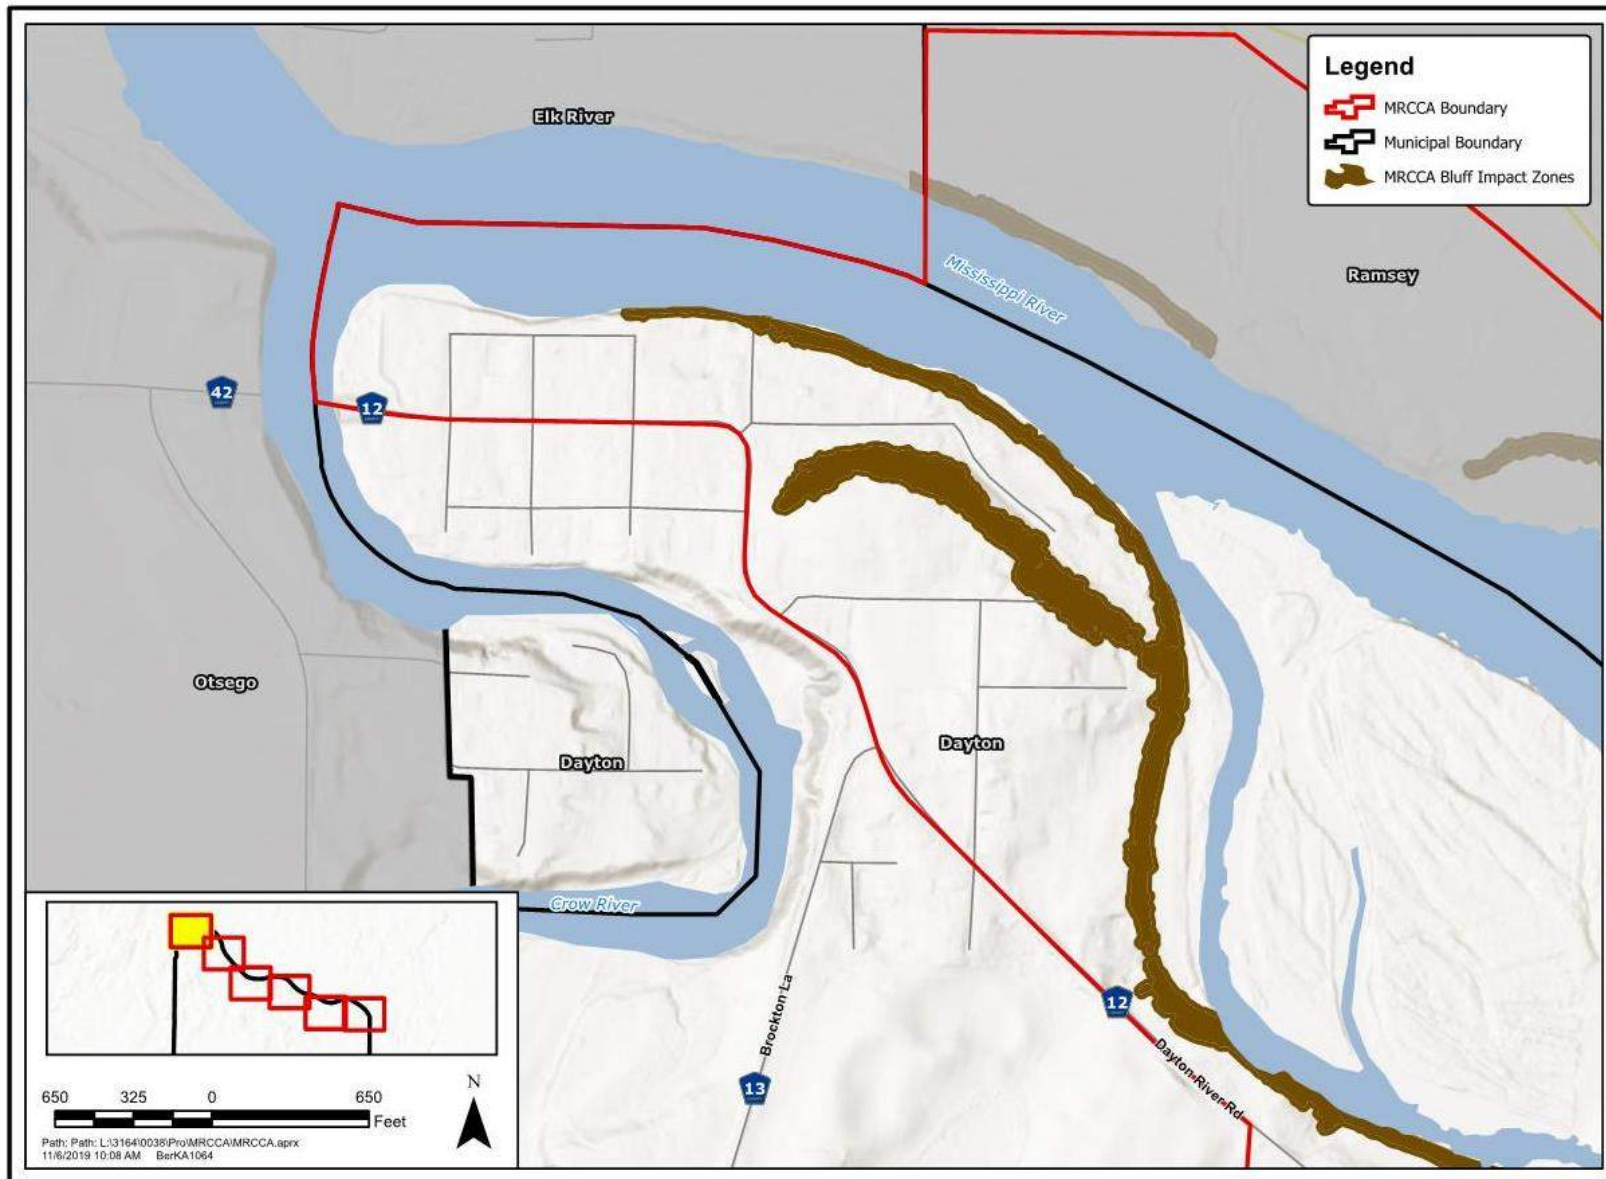 Legend
MRCCA Boundary
Municipal Boundary
MRCCA Bluff Impact Zones
Elk River
Ramsey
Mississippi River
42
12
Otsego
Dayton
Dayton
Crow River
12
Brockton La
Dayton River Rd
13
N
650 325 0 650
Feet
Path: Path: L:\3164\0038\Pro\MRCCA\MRCCA.aprx
11/6/2019 10:08 AM BerKA1064